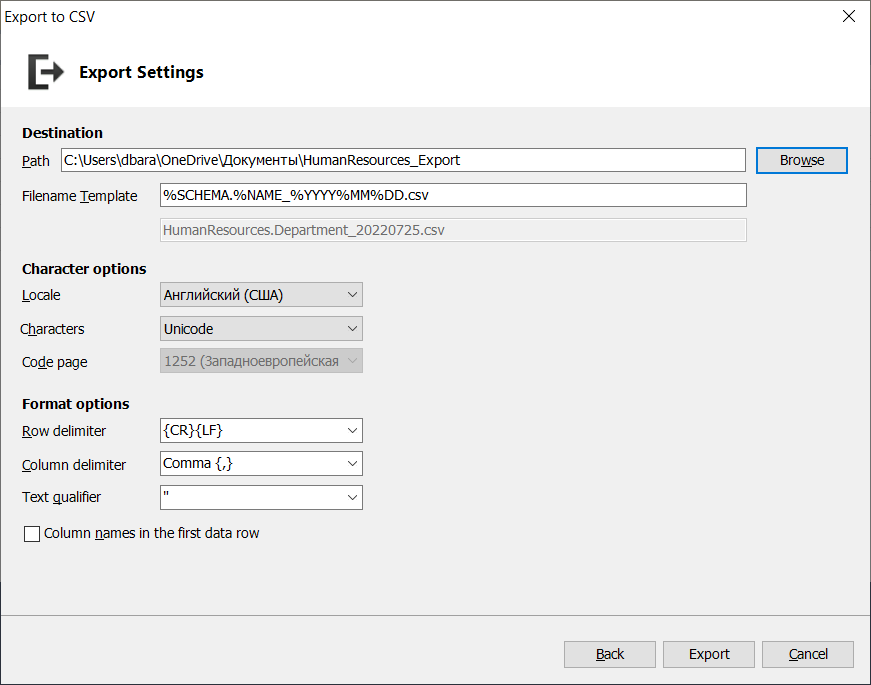 Export to CSV
Export Settings
Destination
Path C:\Users\dbara\OneDrive\Документы\HumanResources_Export Browse
Filename Template %SCHEMA.%NAME_%YYYY%MM%DD.csv
HumanResources.Department_20220725.csv
Character options
Locale Английский (США)
Characters Unicode
Code page 1252 (Западноевропейская
Format options
Row delimiter {CR}{LF}
Column delimiter Comma {,}
Text qualifier "
Column names in the first data row
Back Export Cancel